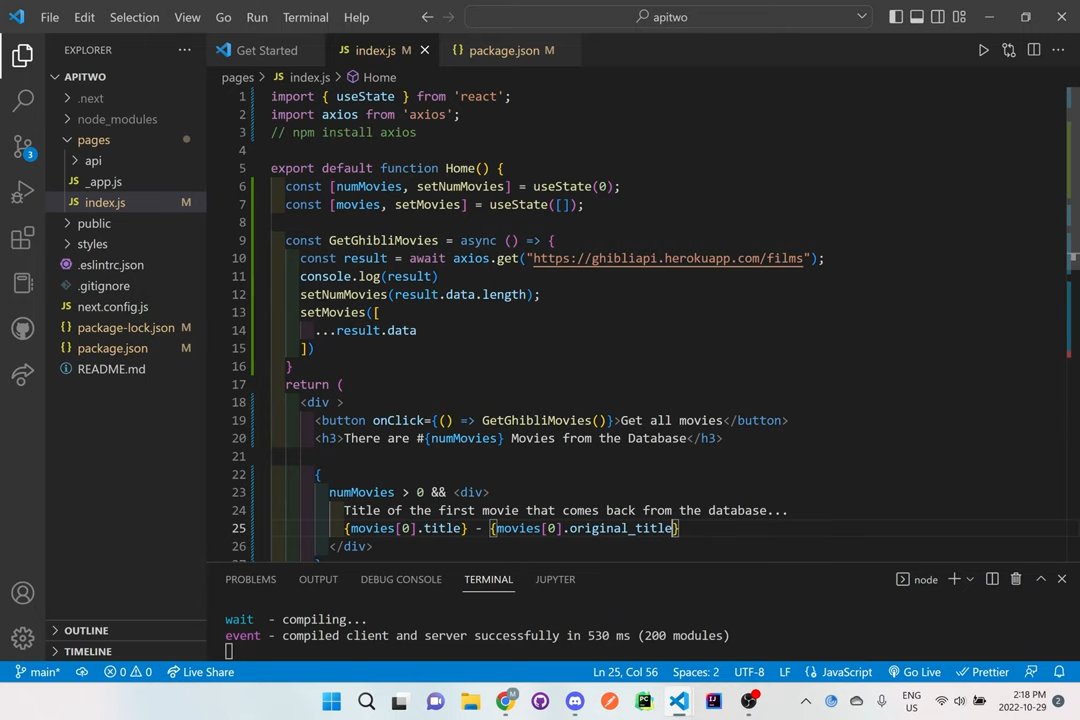 File Edit Selection View Go Run Terminal Help
apitwo
EXPLORER
Get Started
JS index.js M
{} package.json M
APITWO
pages > JS index.js > Home
.next
node_modules
pages
api
JS _app.js
JS index.js M
public
styles
.eslintrc.json
.gitignore
JS next.config.js
{} package-lock.json M
{} package.json M
README.md
OUTLINE
TIMELINE
3
1 import { useState } from 'react';
2 import axios from 'axios';
3 // npm install axios
4
5 export default function Home() {
6 const [numMovies, setNumMovies] = useState(0);
7 const [movies, setMovies] = useState([]);
8
9 const GetGhibliMovies = async () => {
10 const result = await axios.get("https://ghibliapi.herokuapp.com/films");
11 console.log(result)
12 setNumMovies(result.data.length);
13 setMovies([
14 ...result.data
15 ])
16 }
17 return (
18 <div >
19 <button onClick={() => GetGhibliMovies()}>Get all movies</button>
20 <h3>There are #{numMovies} Movies from the Database</h3>
21
22 {
23 numMovies > 0 && <div>
24 Title of the first movie that comes back from the database...
25 {movies[0].title} - {movies[0].original_title}
26 </div>
PROBLEMS OUTPUT DEBUG CONSOLE TERMINAL JUPYTER
node
wait - compiling...
event - compiled client and server successfully in 530 ms (200 modules)
main* 0 0 Live Share
Ln 25, Col 56 Spaces: 2 UTF-8 LF {} JavaScript Go Live Prettier
ENG
US
2:18 PM
2022-10-29
2